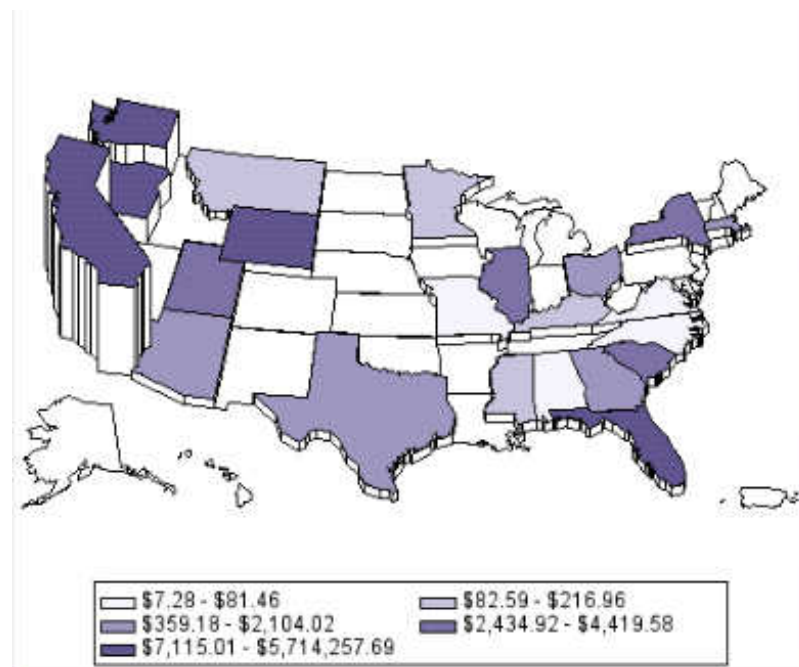 $7.28 - $81.46 $82.59 - $216.96
$359.18 - $2,104.02 $2,434.92 - $4,419.58
$7,115.01 - $5,714,257.69